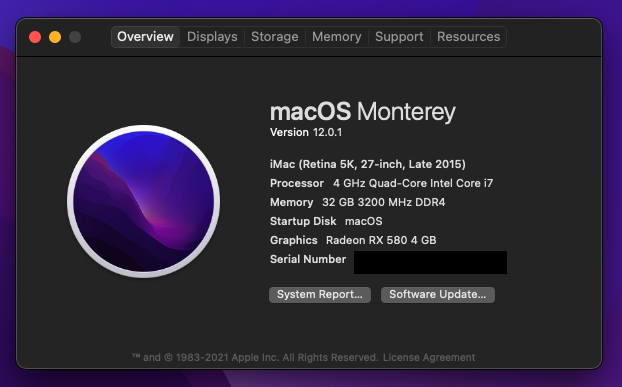 Overview Displays Storage Memory Support Resources
macOS Monterey
Version 12.0.1
iMac (Retina 5K, 27-inch, Late 2015)
Processor 4 GHz Quad-Core Intel Core i7
Memory 32 GB 3200 MHz DDR4
Startup Disk macOS
Graphics Radeon RX 580 4 GB
Serial Number
System Report... Software Update...
™ and © 1983-2021 Apple Inc. All Rights Reserved. License Agreement